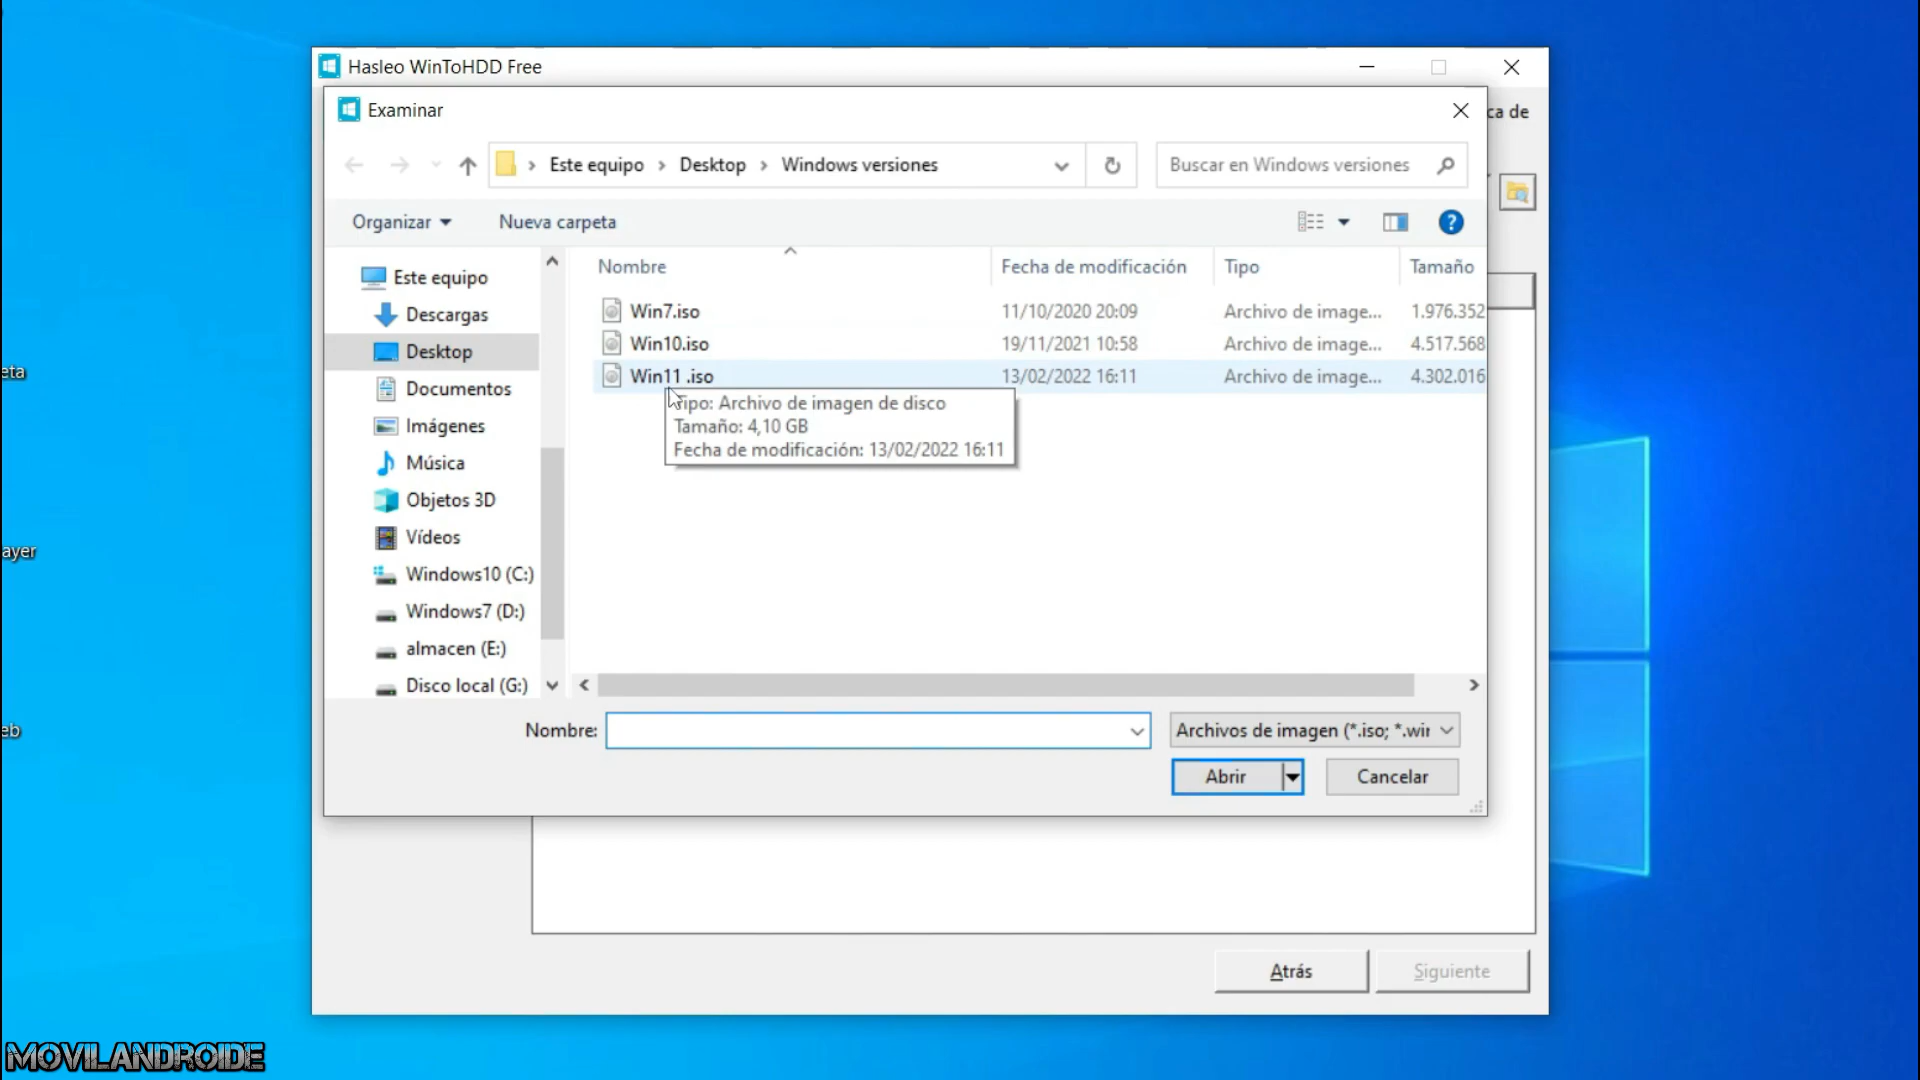 Hasleo WinToHDD Free
Examinar
ca de
Este equipo > Desktop > Windows versiones
Buscar en Windows versiones
Organizar
Nueva carpeta
Nombre
Fecha de modificación
Tipo
Tamaño
Este equipo
Descargas
Desktop
Documentos
Imágenes
Música
Objetos 3D
Vídeos
Windows10 (C:)
Windows7 (D:)
almacen (E:)
Disco local (G:)
Win7.iso 11/10/2020 20:09 Archivo de image... 1.976.352
Win10.iso 19/11/2021 10:58 Archivo de image... 4.517.568
Win11 .iso 13/02/2022 16:11 Archivo de image... 4.302.016
Tipo: Archivo de imagen de disco
Tamaño: 4,10 GB
Fecha de modificación: 13/02/2022 16:11
eta
ayer
eb
Nombre:
Archivos de imagen (*.iso; *.wir
Abrir
Cancelar
Atrás
Siguiente
MOVILANDROIDE